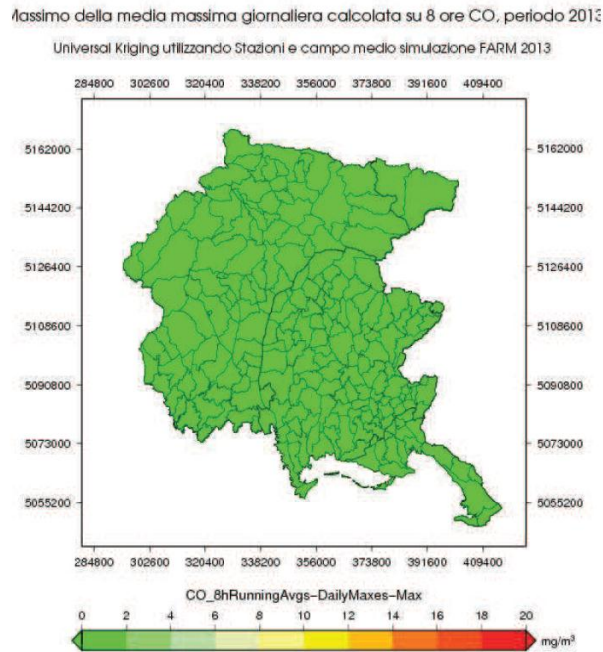 Massimo della media massima giornaliera calcolata su 8 ore CO, periodo 2013
Universal Kriging utilizzando Stazioni e campo medio simulazione FARM 2013
284800 302600 320400 338200 356000 373800 391600 409400
5162000 5162000
5144200 5144200
5126400 5126400
5108600 5108600
5090800 5090800
5073000 5073000
5055200 5055200
284800 302600 320400 338200 356000 373800 391600 409400
CO_8hRunningAvgs-DailyMaxes-Max
0 2 4 6 8 10 12 14 16 18 20
mg/m³